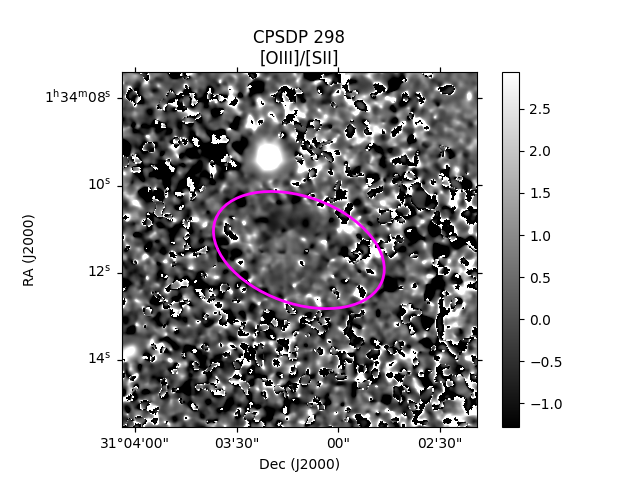 CPSDP 298
[OIII]/[SII]
1ʰ34ᵐ08ˢ
10ˢ
12ˢ
14ˢ
RA (J2000)
31°04'00"
03'30"
00"
02'30"
Dec (J2000)
2.5
2.0
1.5
1.0
0.5
0.0
−0.5
−1.0